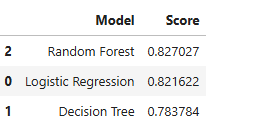 Model Score
2 Random Forest 0.827027
0 Logistic Regression 0.821622
1 Decision Tree 0.783784